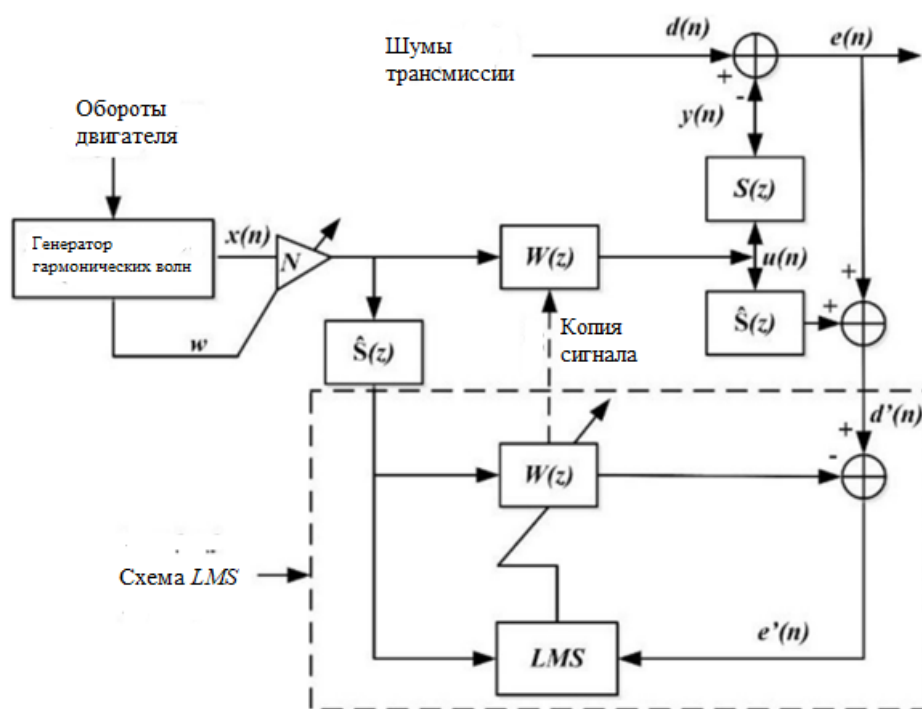 Шумы
трансмиссии
d(n)
e(n)
+
-
y(n)
Обороты
двигателя
S(z)
Генератор
гармонических волн
x(n)
N
W(z)
u(n)
+
w
Ŝ(z)
Ŝ(z)
+
Копия
сигнала
d'(n)
+
-
W(z)
Схема LMS
e'(n)
LMS